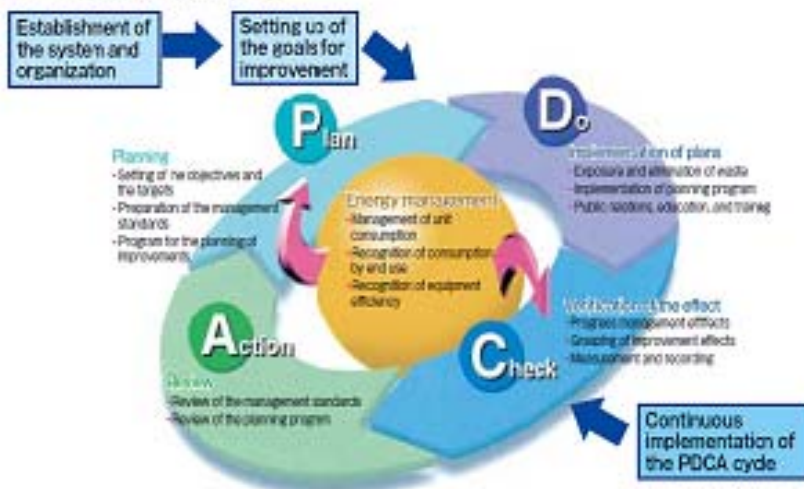 Establishment of
the system and
organization
Setting up of
the goals for
improvement
Plan
Planning
-Setting of the objectives and
the targets
-Preparation of the management
standards
-Program for the planning of
improvements
Do
Implementation of plans
-Exposure and elimination of waste
-Implementation of planning program
-Public relations, education, and training
Energy management
-Management of unit
consumption
-Recognition of consumption
by end use
-Recognition of equipment
efficiency
Check
Verification of the effect
-Progress management
-Grasping of improvement effects
-Measurement and recording
Action
Review
-Review of the management standards
-Review of the planning program
Continuous
implementation of
the PDCA cycle